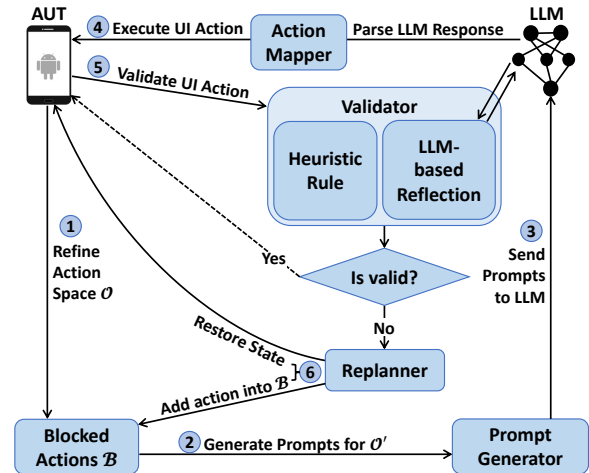 AUT
LLM
4 Execute UI Action
Action
Mapper
Parse LLM Response
5 Validate UI Action
Validator
Heuristic
Rule
LLM-
based
Reflection
1
Refine
Action
Space 𝒪
3
Send
Prompts
to LLM
Yes
Is valid?
No
Restore State
6
Replanner
Add action into ℬ
Blocked
Actions ℬ
2 Generate Prompts for 𝒪′
Prompt
Generator